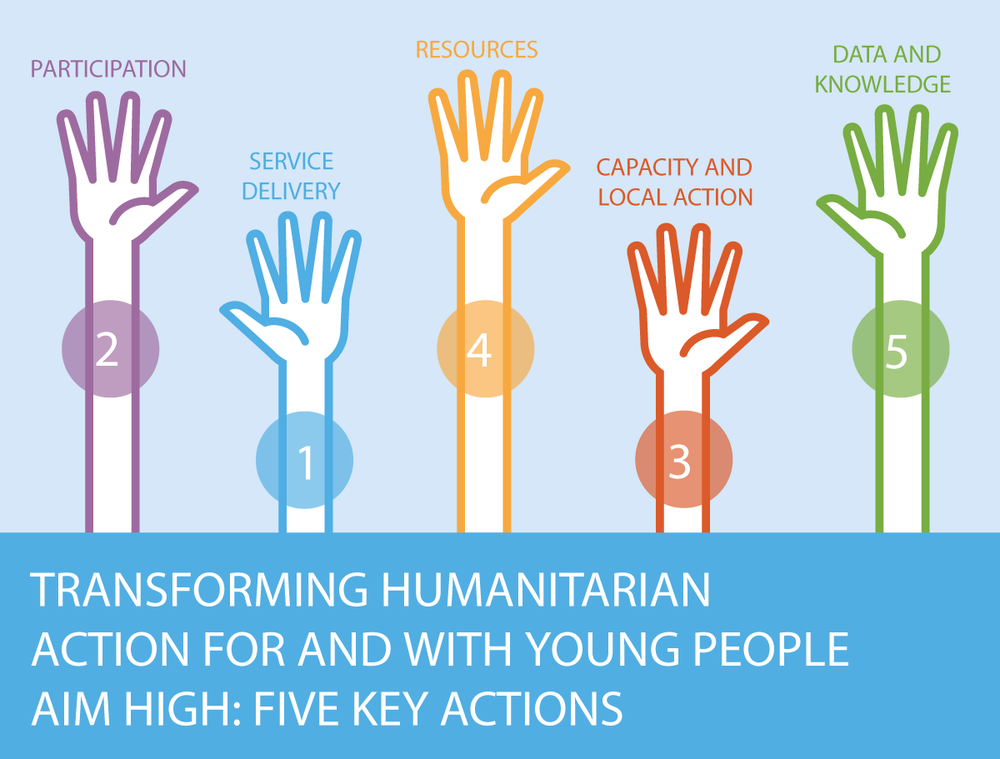 PARTICIPATION
2
SERVICE
DELIVERY
1
RESOURCES
4
CAPACITY AND
LOCAL ACTION
3
DATA AND
KNOWLEDGE
5
TRANSFORMING HUMANITARIAN
ACTION FOR AND WITH YOUNG PEOPLE
AIM HIGH: FIVE KEY ACTIONS